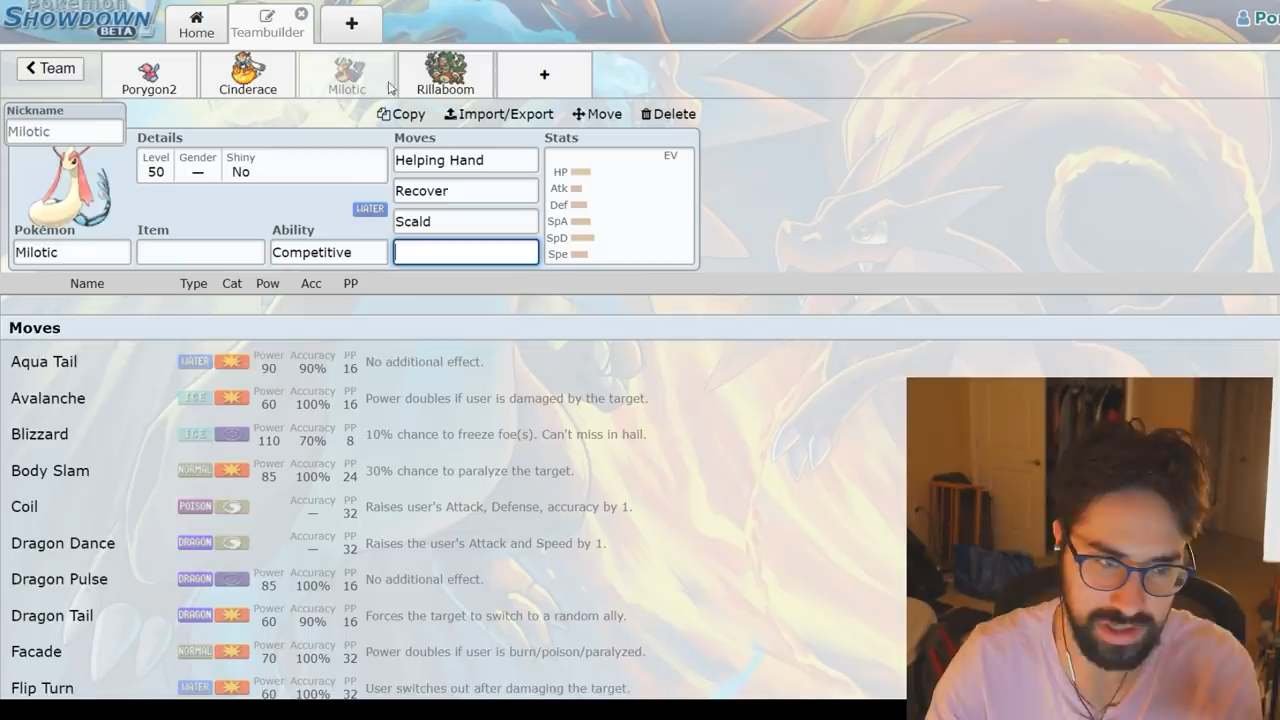 Pokémon
SHOWDOWN
BETA
Home
Teambuilder
+
Po
Team
Porygon2
Cinderace
Milotic
Rillaboom
+
Copy
Import/Export
Move
Delete
Nickname
Milotic
Details
Level
50
Gender
—
Shiny
No
WATER
Pokémon
Milotic
Item
Ability
Competitive
Moves
Helping Hand
Recover
Scald
Stats
EV
HP
Atk
Def
SpA
SpD
Spe
Name Type Cat Pow Acc PP
Moves
Aqua Tail WATER Power 90 Accuracy 90% PP 16 No additional effect.
Avalanche ICE Power 60 Accuracy 100% PP 16 Power doubles if user is damaged by the target.
Blizzard ICE Power 110 Accuracy 70% PP 8 10% chance to freeze foe(s). Can't miss in hail.
Body Slam NORMAL Power 85 Accuracy 100% PP 24 30% chance to paralyze the target.
Coil POISON Accuracy — PP 32 Raises user's Attack, Defense, accuracy by 1.
Dragon Dance DRAGON Accuracy — PP 32 Raises the user's Attack and Speed by 1.
Dragon Pulse DRAGON Power 85 Accuracy 100% PP 16 No additional effect.
Dragon Tail DRAGON Power 60 Accuracy 90% PP 16 Forces the target to switch to a random ally.
Facade NORMAL Power 70 Accuracy 100% PP 32 Power doubles if user is burn/poison/paralyzed.
Flip Turn WATER Power 60 Accuracy 100% PP 32 User switches out after damaging the target.